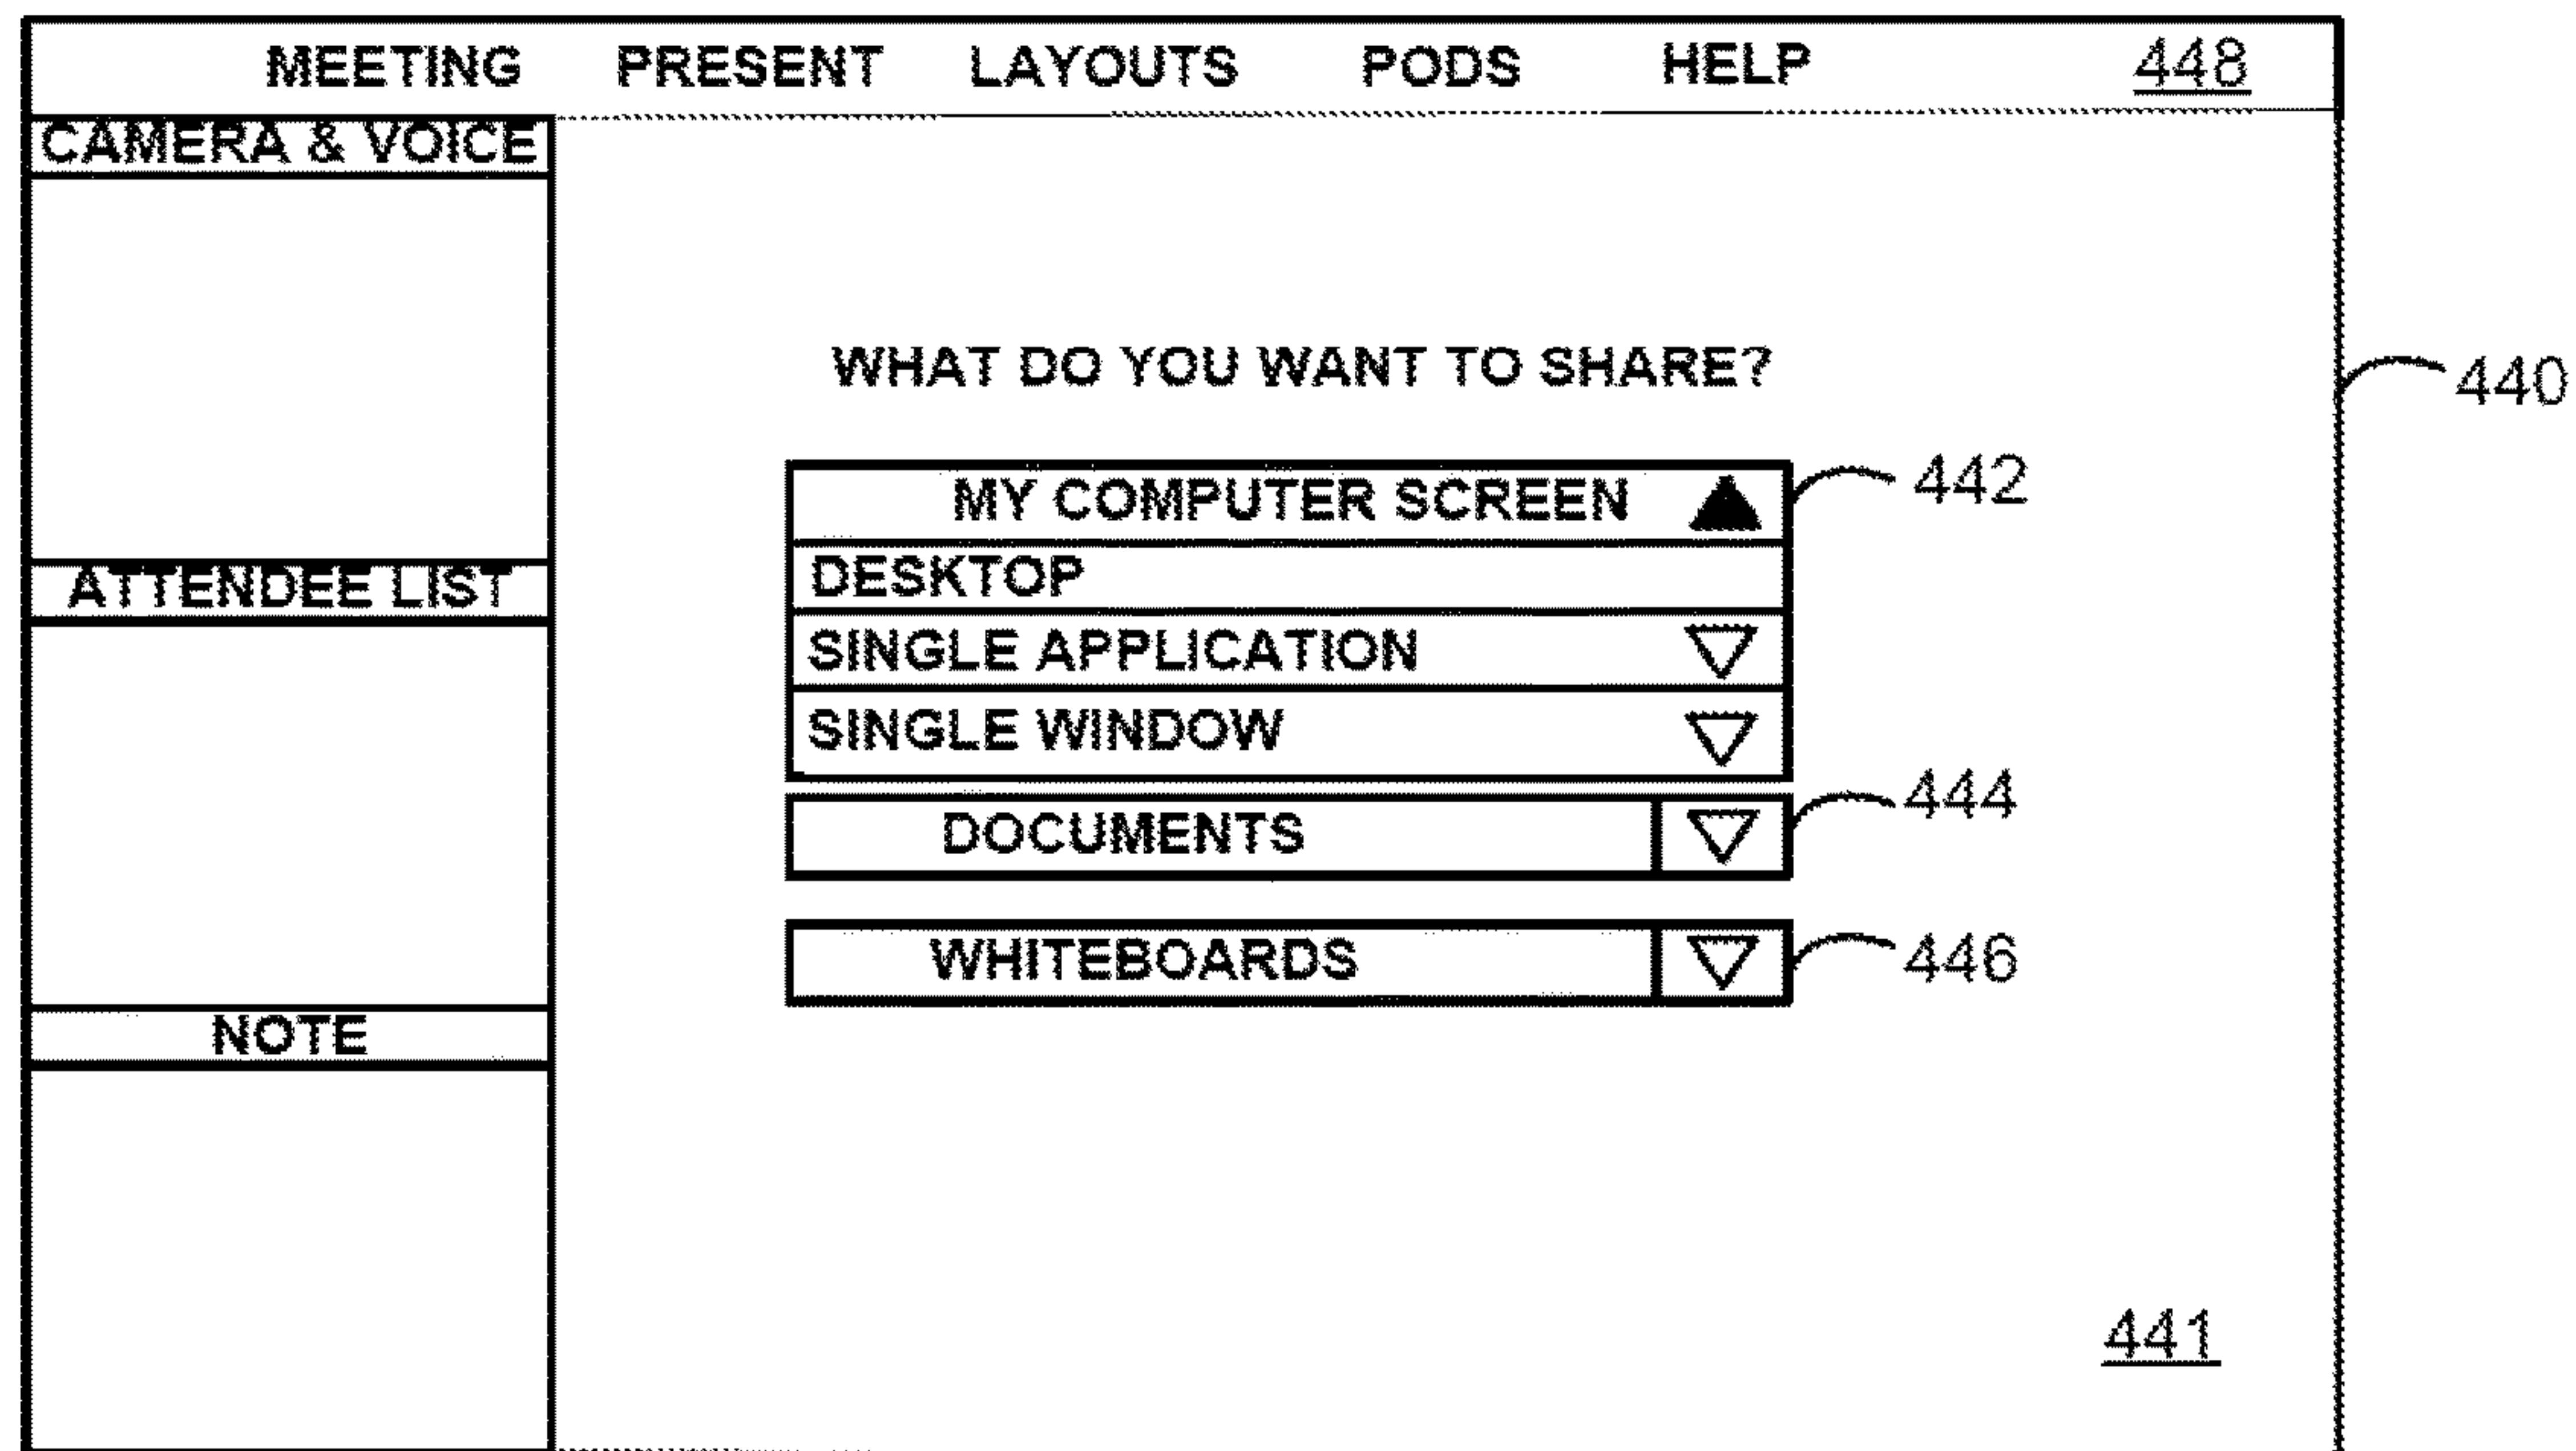 MEETING PRESENT LAYOUTS PODS HELP 448
CAMERA & VOICE
WHAT DO YOU WANT TO SHARE?
440
MY COMPUTER SCREEN 442
DESKTOP
ATTENDEE LIST
SINGLE APPLICATION
SINGLE WINDOW
DOCUMENTS 444
WHITEBOARDS 446
NOTE
441